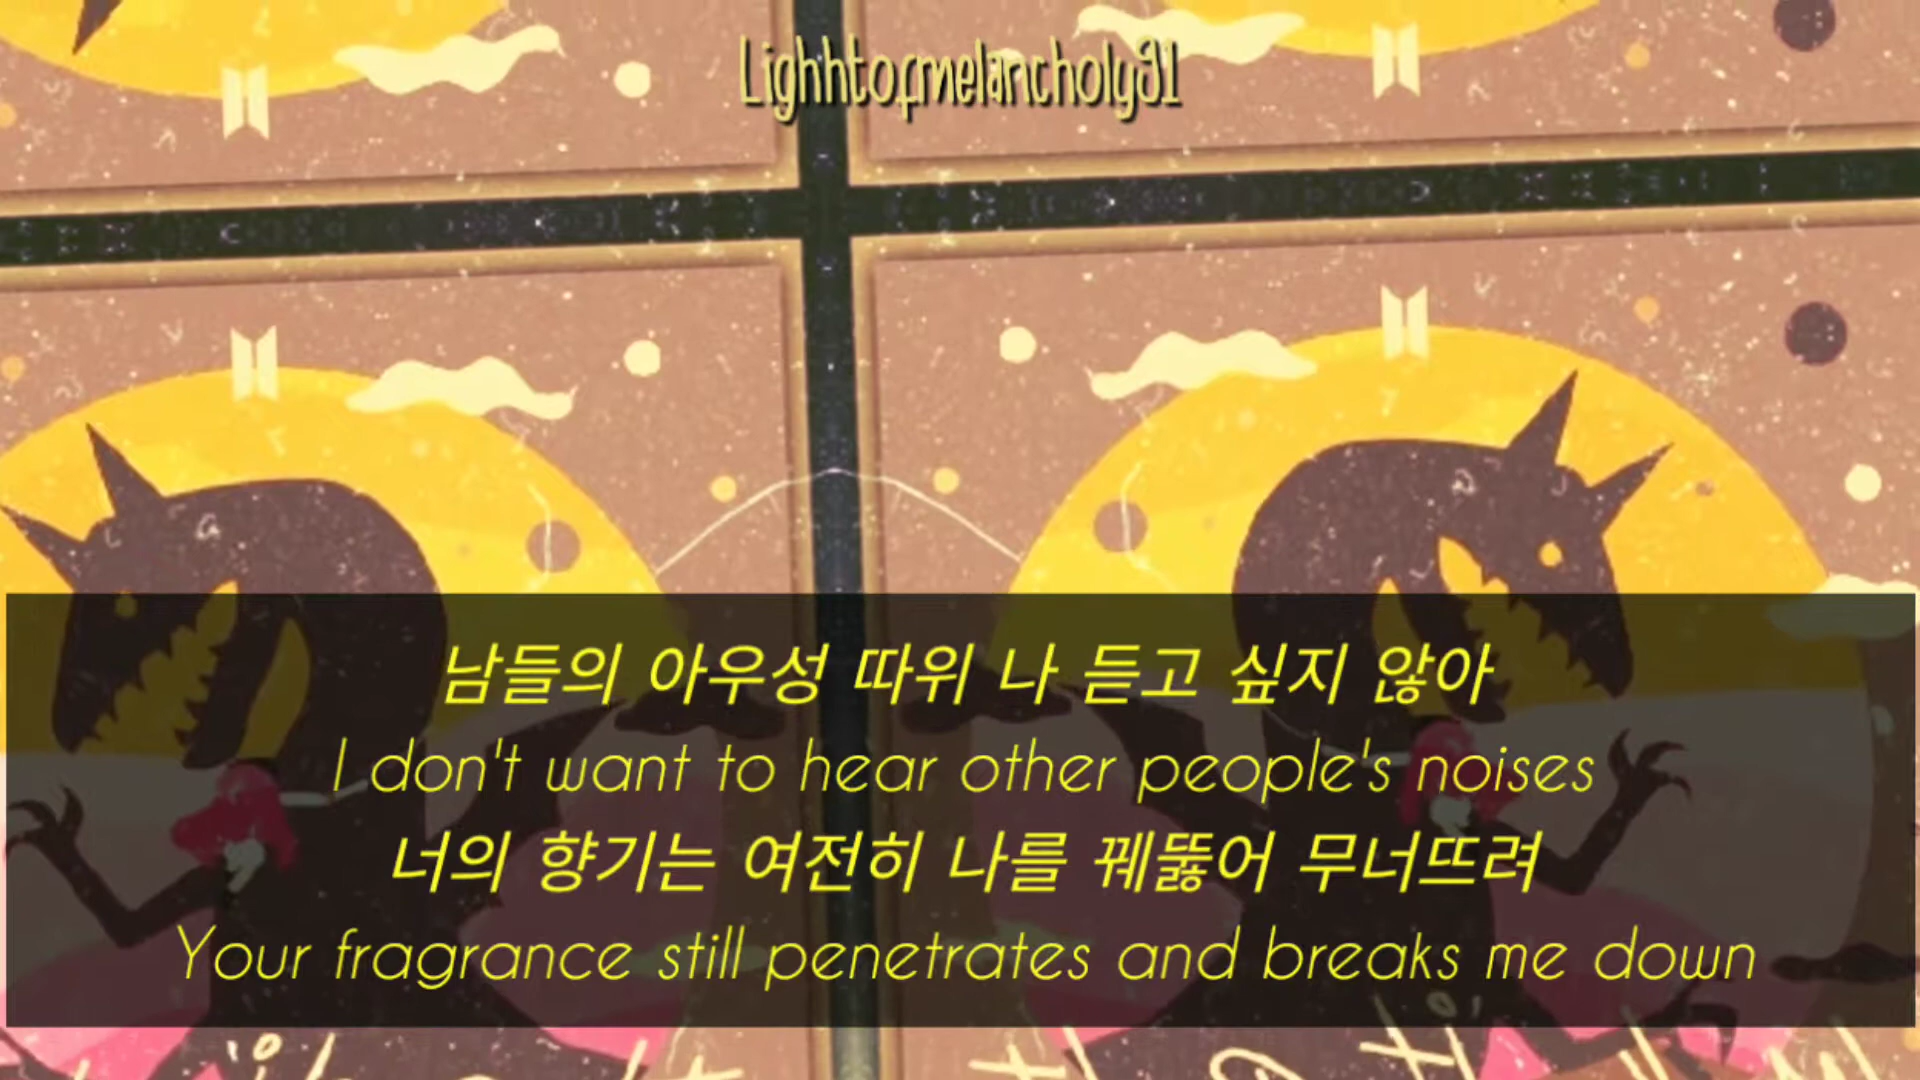 Lighhtofmelancholy91
남들의 아우성 따위 나 듣고 싶지 않아
I don't want to hear other people's noises
너의 향기는 여전히 나를 꿰뚫어 무너뜨려
Your fragrance still penetrates and breaks me down